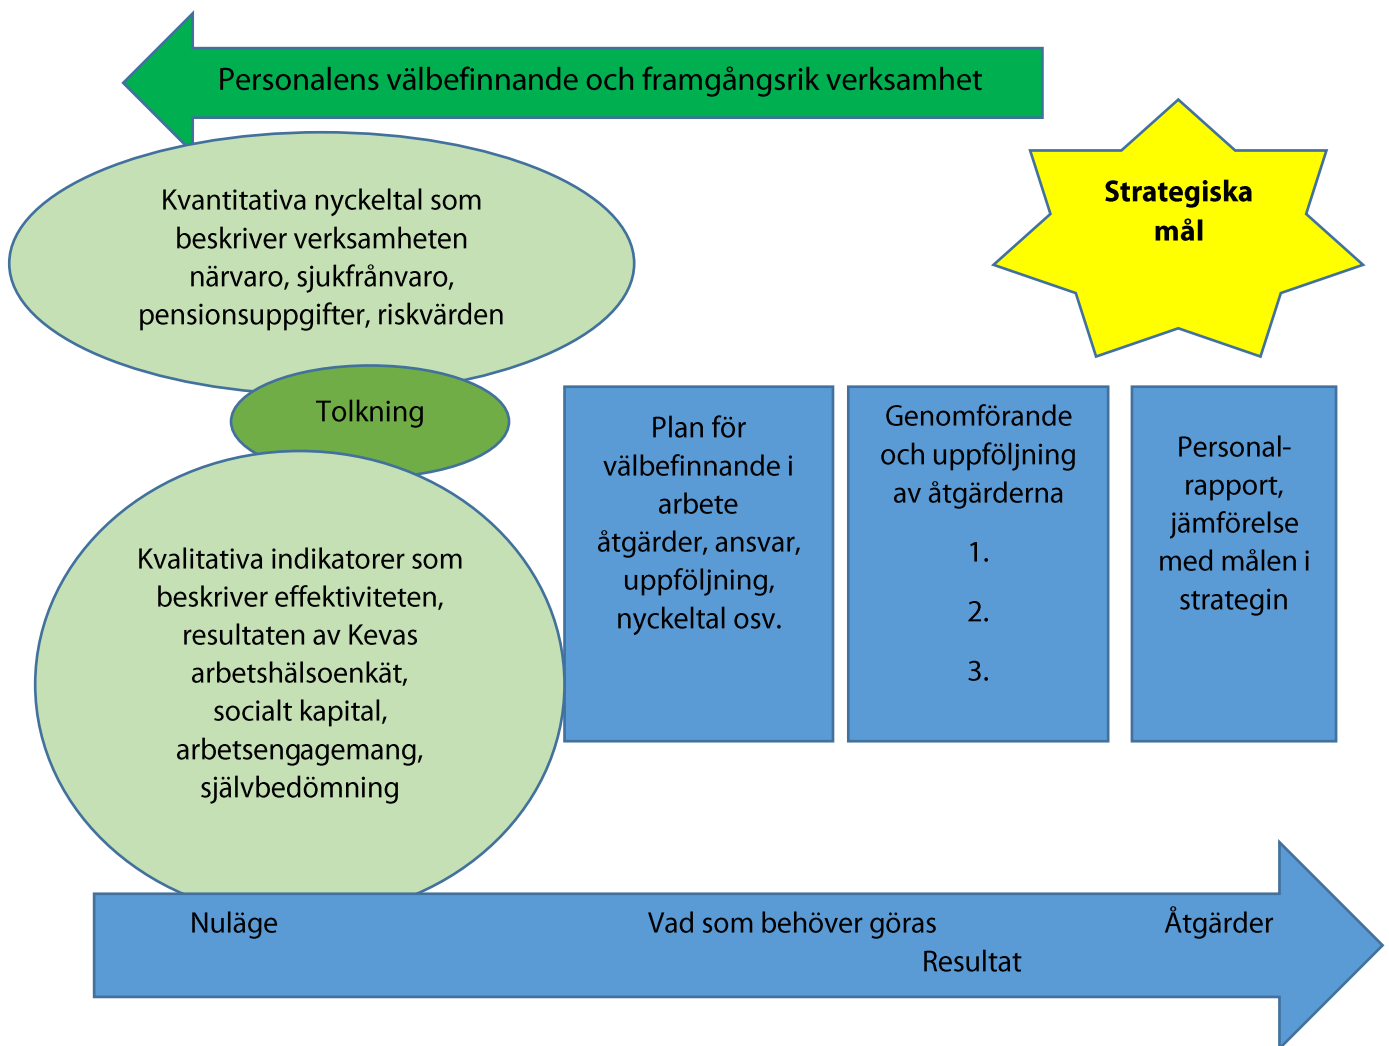 Personalens välbefinnande och framgångsrik verksamhet
Strategiska
mål
Kvantitativa nyckeltal som
beskriver verksamheten
närvaro, sjukfrånvaro,
pensionsuppgifter, riskvärden
Tolkning
Kvalitativa indikatorer som
beskriver effektiviteten,
resultaten av Kevas
arbetshälsoenkät,
socialt kapital,
arbetsengagemang,
självbedömning
Plan för
välbefinnande i
arbete
åtgärder, ansvar,
uppföljning,
nyckeltal osv.
Genomförande
och uppföljning
av åtgärderna
1.
2.
3.
Personal-
rapport,
jämförelse
med målen i
strategin
Nuläge Vad som behöver göras Åtgärder
Resultat